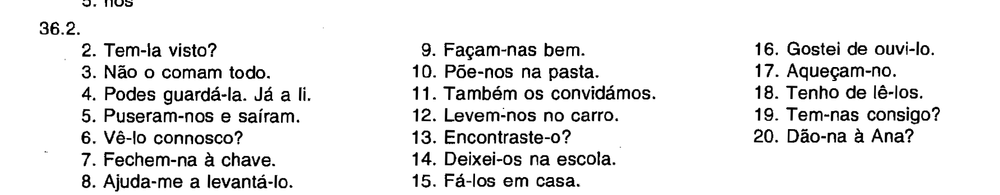 5. nos
36.2.
2. Tem-la visto?
3. Não o comam todo.
4. Podes guardá-la. Já a li.
5. Puseram-nos e saíram.
6. Vê-lo connosco?
7. Fechem-na à chave.
8. Ajuda-me a levantá-lo.
9. Façam-nas bem.
10. Põe-nos na pasta.
11. Também os convidámos.
12. Levem-nos no carro.
13. Encontraste-o?
14. Deixei-os na escola.
15. Fá-los em casa.
16. Gostei de ouvi-lo.
17. Aqueçam-no.
18. Tenho de lê-los.
19. Tem-nas consigo?
20. Dão-na à Ana?